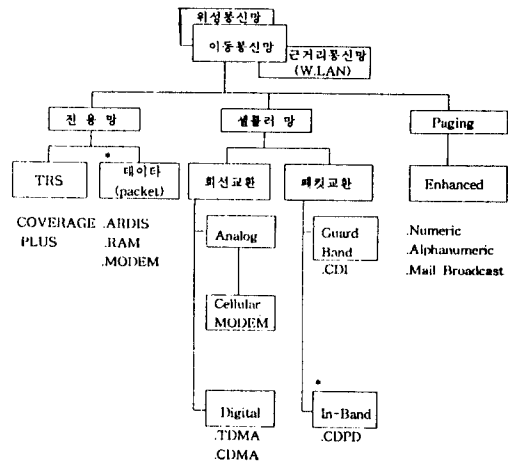 위성통신망
이동통신망
근거리통신망
(W.LAN)
전용망
셀룰러 망
Paging
TRS
*
데이타
(packet)
회선교환
패킷교환
Enhanced
COVERAGE
PLUS
.ARDIS
.RAM
.MODEM
Analog
Guard
Band
.CDI
.Numeric
.Alphanumeric
.Mail Broadcast
Cellular
MODEM
*
Digital
In-Band
.TDMA
.CDMA
.CDPD